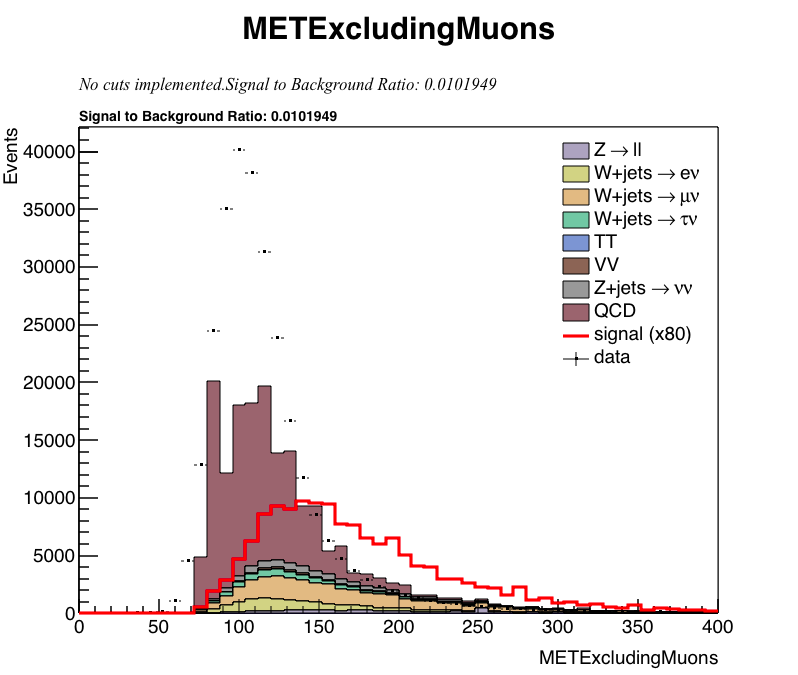 METExcludingMuons
No cuts implemented.Signal to Background Ratio: 0.0101949
Signal to Background Ratio: 0.0101949
Events
40000
35000
30000
25000
20000
15000
10000
5000
0
Z → ll
W+jets → eν
W+jets → μν
W+jets → τν
TT
VV
Z+jets → νν
QCD
signal (x80)
data
0 50 100 150 200 250 300 350 400
METExcludingMuons